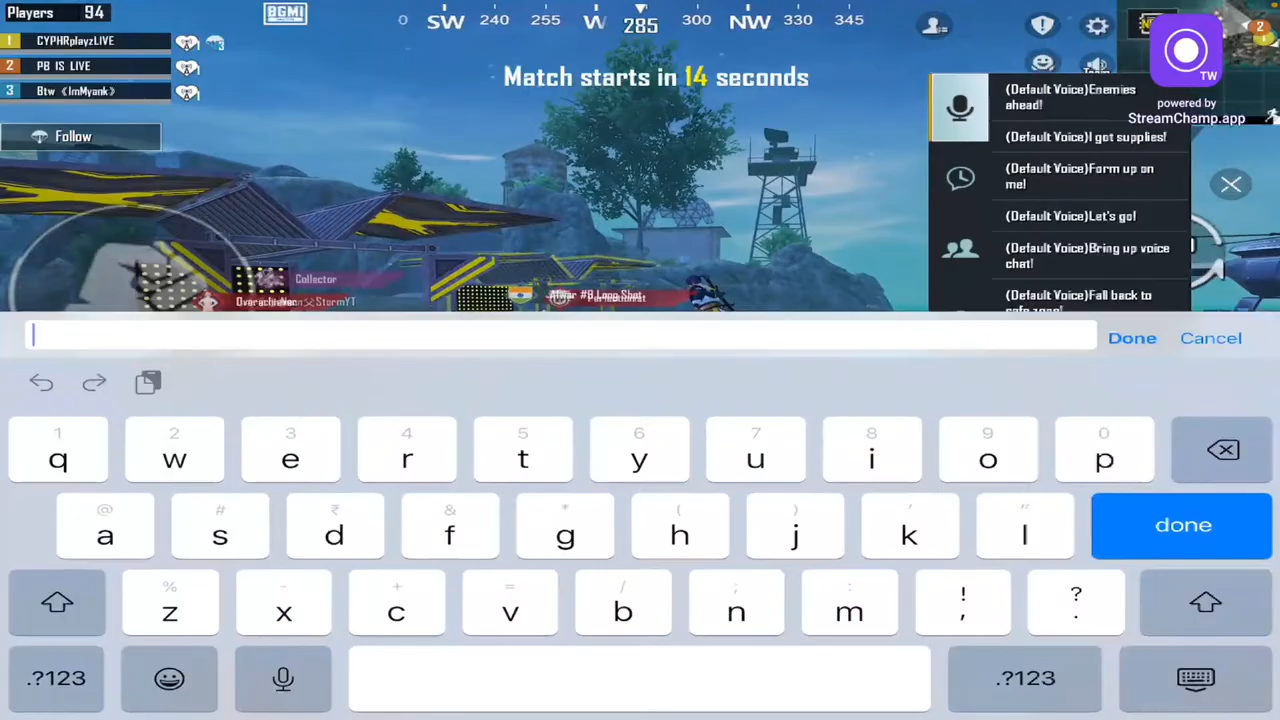 Players 94
BGMI
0 SW 240 255 W 285 300 NW 330 345
1 CYPHRplayzLIVE
2 PB IS LIVE
3 Btw《ImMyank》
Follow
Match starts in 14 seconds
2
TW
powered by
StreamChamp.app
(Default Voice)Enemies
ahead!
(Default Voice)I got supplies!
(Default Voice)Form up on
me!
(Default Voice)Let's go!
(Default Voice)Bring up voice
chat!
(Default Voice)Fall back to
Collector
StormYT
Done Cancel
1 2 3 4 5 6 7 8 9 0
q w e r t y u i o p
@ # ₹ & * ( ) ' "
a s d f g h j k l done
% - + = / ; : ! ?
z x c v b n m , .
.?123 .?123